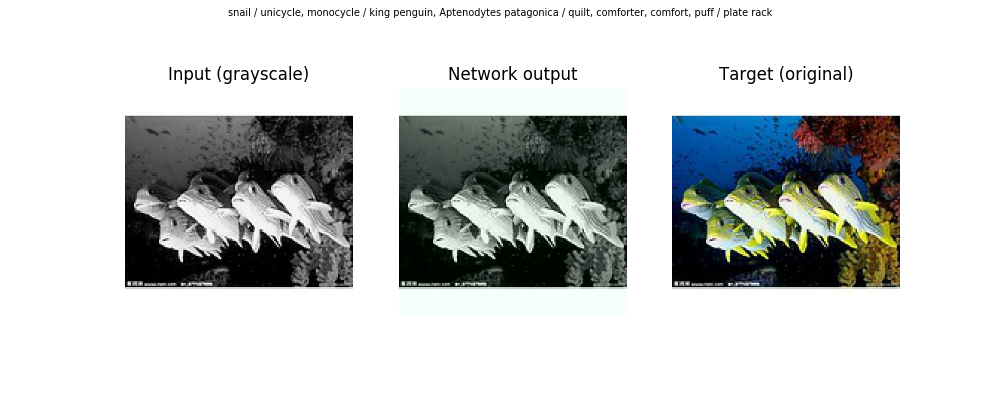 snail / unicycle, monocycle / king penguin, Aptenodytes patagonica / quilt, comforter, comfort, puff / plate rack
Input (grayscale)
Network output
Target (original)